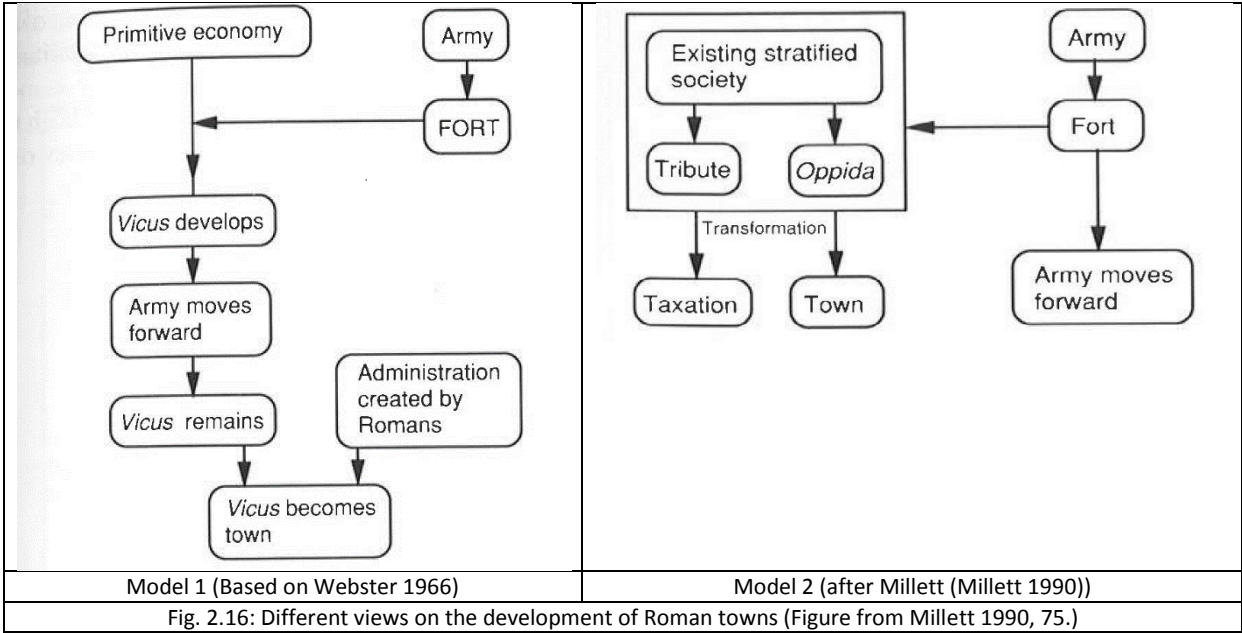 Primitive economy
Army
FORT
Vicus develops
Army moves
forward
Vicus remains
Administration
created by
Romans
Vicus becomes
town
Model 1 (Based on Webster 1966)
Existing stratified
society
Tribute
Oppida
Transformation
Taxation
Town
Army
Fort
Army moves
forward
Model 2 (after Millett (Millett 1990))
Fig. 2.16: Different views on the development of Roman towns (Figure from Millett 1990, 75.)